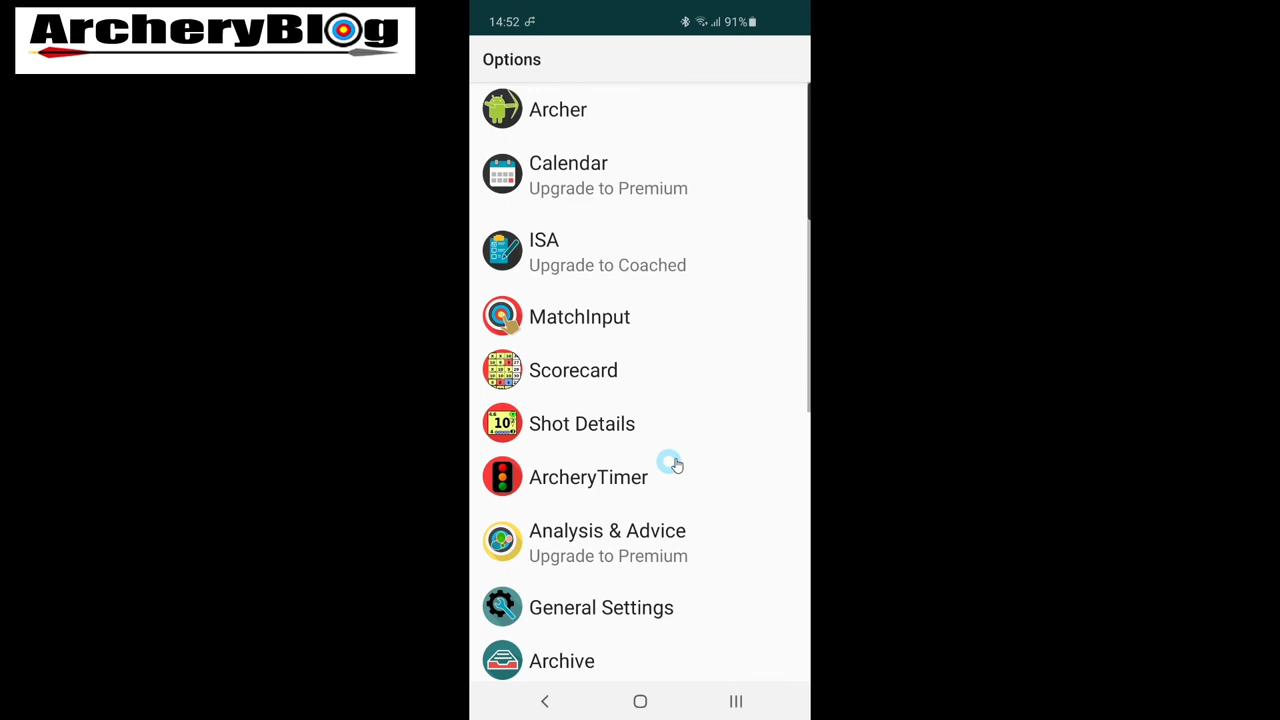 ArcheryBlog
14:52
91%
Options
Archer
Calendar
Upgrade to Premium
ISA
Upgrade to Coached
MatchInput
Scorecard
Shot Details
ArcheryTimer
Analysis & Advice
Upgrade to Premium
General Settings
Archive